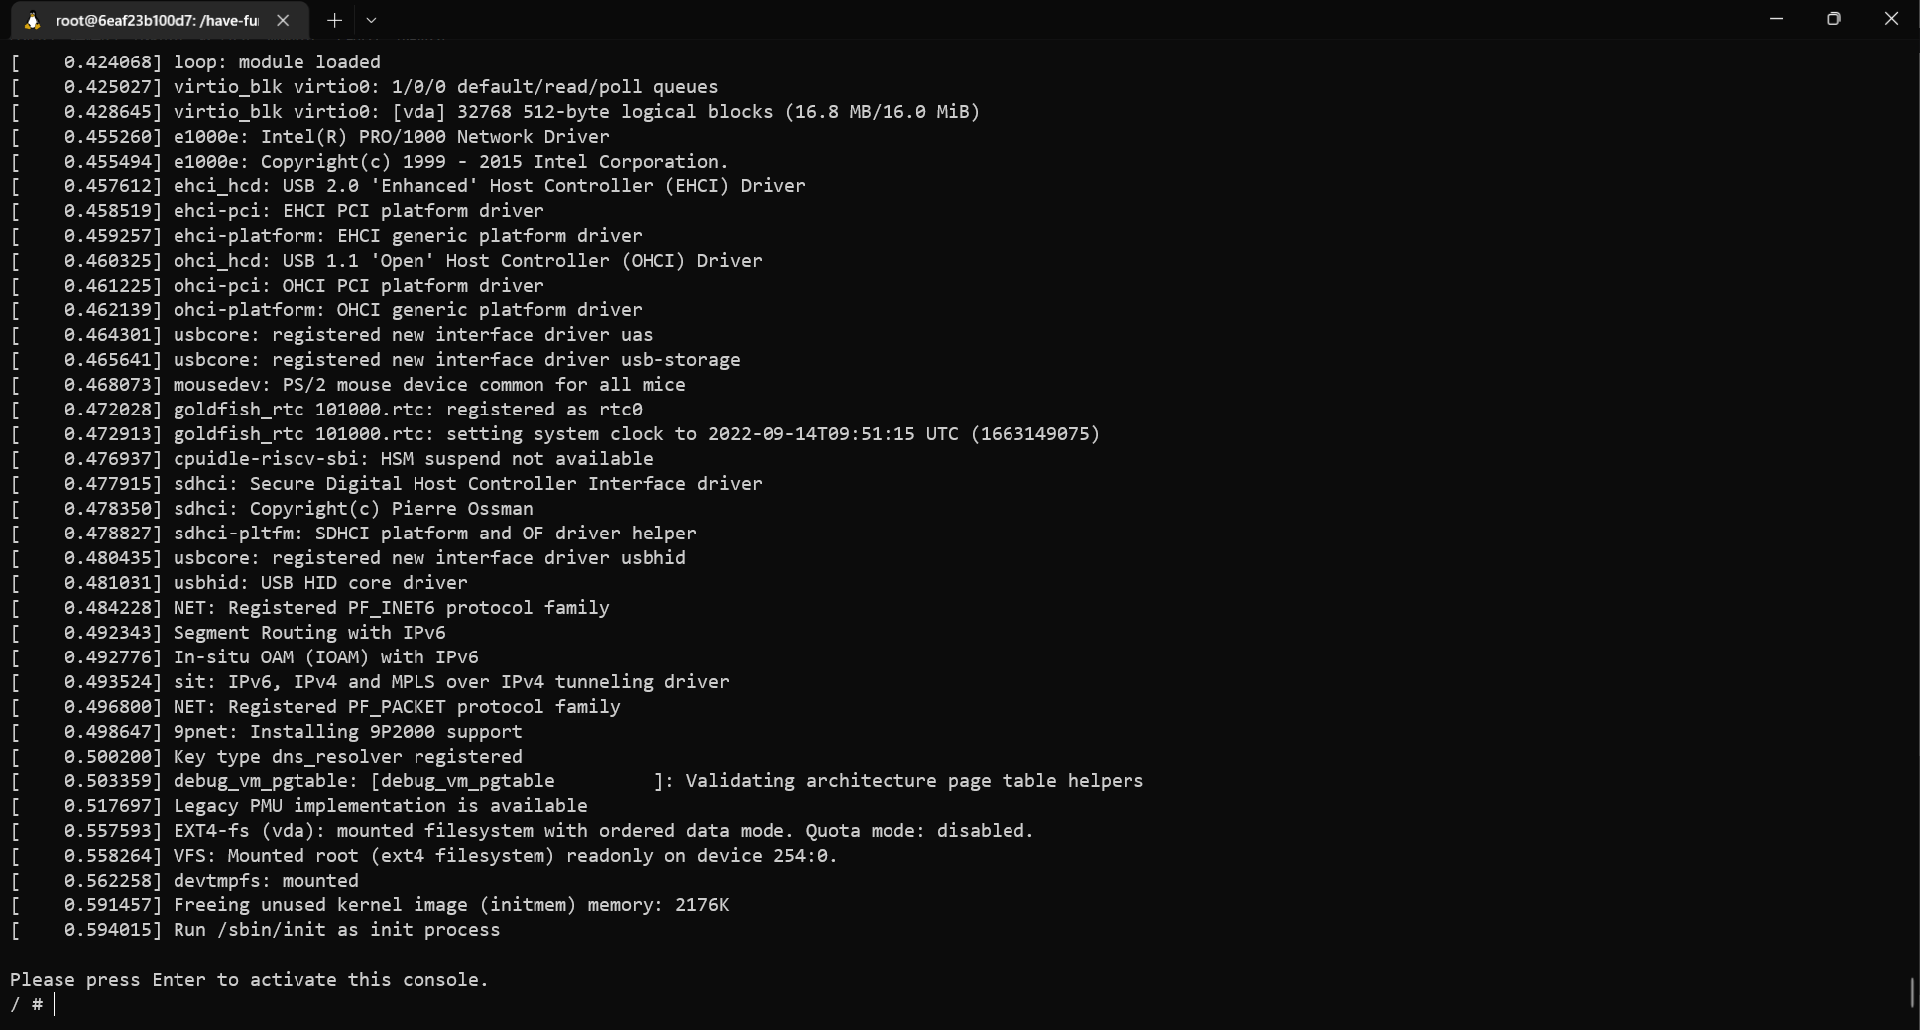 root@6eaf23b100d7: /have-fu
[    0.424068] loop: module loaded
[    0.425027] virtio_blk virtio0: 1/0/0 default/read/poll queues
[    0.428645] virtio_blk virtio0: [vda] 32768 512-byte logical blocks (16.8 MB/16.0 MiB)
[    0.455260] e1000e: Intel(R) PRO/1000 Network Driver
[    0.455494] e1000e: Copyright(c) 1999 - 2015 Intel Corporation.
[    0.457612] ehci_hcd: USB 2.0 'Enhanced' Host Controller (EHCI) Driver
[    0.458519] ehci-pci: EHCI PCI platform driver
[    0.459257] ehci-platform: EHCI generic platform driver
[    0.460325] ohci_hcd: USB 1.1 'Open' Host Controller (OHCI) Driver
[    0.461225] ohci-pci: OHCI PCI platform driver
[    0.462139] ohci-platform: OHCI generic platform driver
[    0.464301] usbcore: registered new interface driver uas
[    0.465641] usbcore: registered new interface driver usb-storage
[    0.468073] mousedev: PS/2 mouse device common for all mice
[    0.472028] goldfish_rtc 101000.rtc: registered as rtc0
[    0.472913] goldfish_rtc 101000.rtc: setting system clock to 2022-09-14T09:51:15 UTC (1663149075)
[    0.476937] cpuidle-riscv-sbi: HSM suspend not available
[    0.477915] sdhci: Secure Digital Host Controller Interface driver
[    0.478350] sdhci: Copyright(c) Pierre Ossman
[    0.478827] sdhci-pltfm: SDHCI platform and OF driver helper
[    0.480435] usbcore: registered new interface driver usbhid
[    0.481031] usbhid: USB HID core driver
[    0.484228] NET: Registered PF_INET6 protocol family
[    0.492343] Segment Routing with IPv6
[    0.492776] In-situ OAM (IOAM) with IPv6
[    0.493524] sit: IPv6, IPv4 and MPLS over IPv4 tunneling driver
[    0.496800] NET: Registered PF_PACKET protocol family
[    0.498647] 9pnet: Installing 9P2000 support
[    0.500200] Key type dns_resolver registered
[    0.503359] debug_vm_pgtable: [debug_vm_pgtable         ]: Validating architecture page table helpers
[    0.517697] Legacy PMU implementation is available
[    0.557593] EXT4-fs (vda): mounted filesystem with ordered data mode. Quota mode: disabled.
[    0.558264] VFS: Mounted root (ext4 filesystem) readonly on device 254:0.
[    0.562258] devtmpfs: mounted
[    0.591457] Freeing unused kernel image (initmem) memory: 2176K
[    0.594015] Run /sbin/init as init process
Please press Enter to activate this console.
/ #